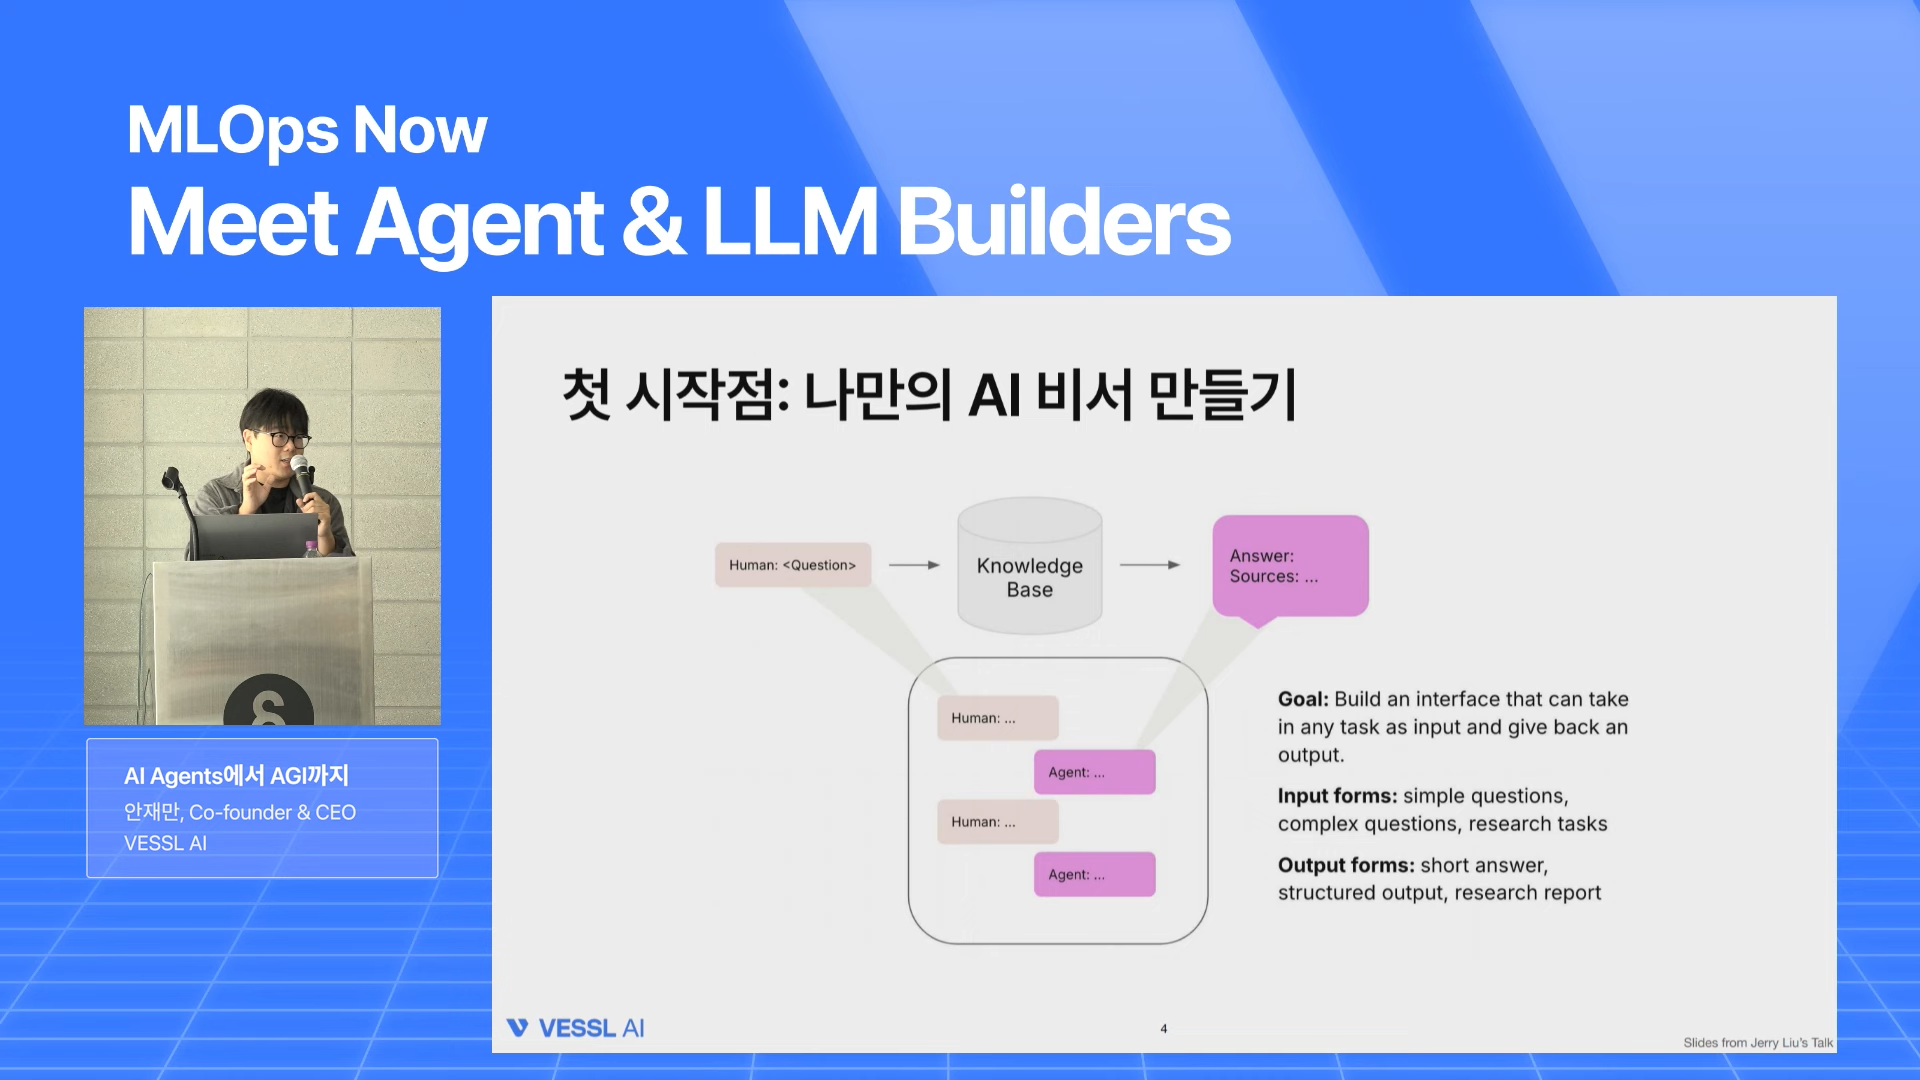 MLOps Now
Meet Agent & LLM Builders
AI Agents에서 AGI까지
안재만, Co-founder & CEO
VESSL AI
첫 시작점: 나만의 AI 비서 만들기
Human: <Question>
Knowledge
Base
Answer:
Sources: ...
Human: ...
Agent: ...
Human: ...
Agent: ...
Goal: Build an interface that can take
in any task as input and give back an
output.
Input forms: simple questions,
complex questions, research tasks
Output forms: short answer,
structured output, research report
VESSL AI
4
Slides from Jerry Liu's Talk